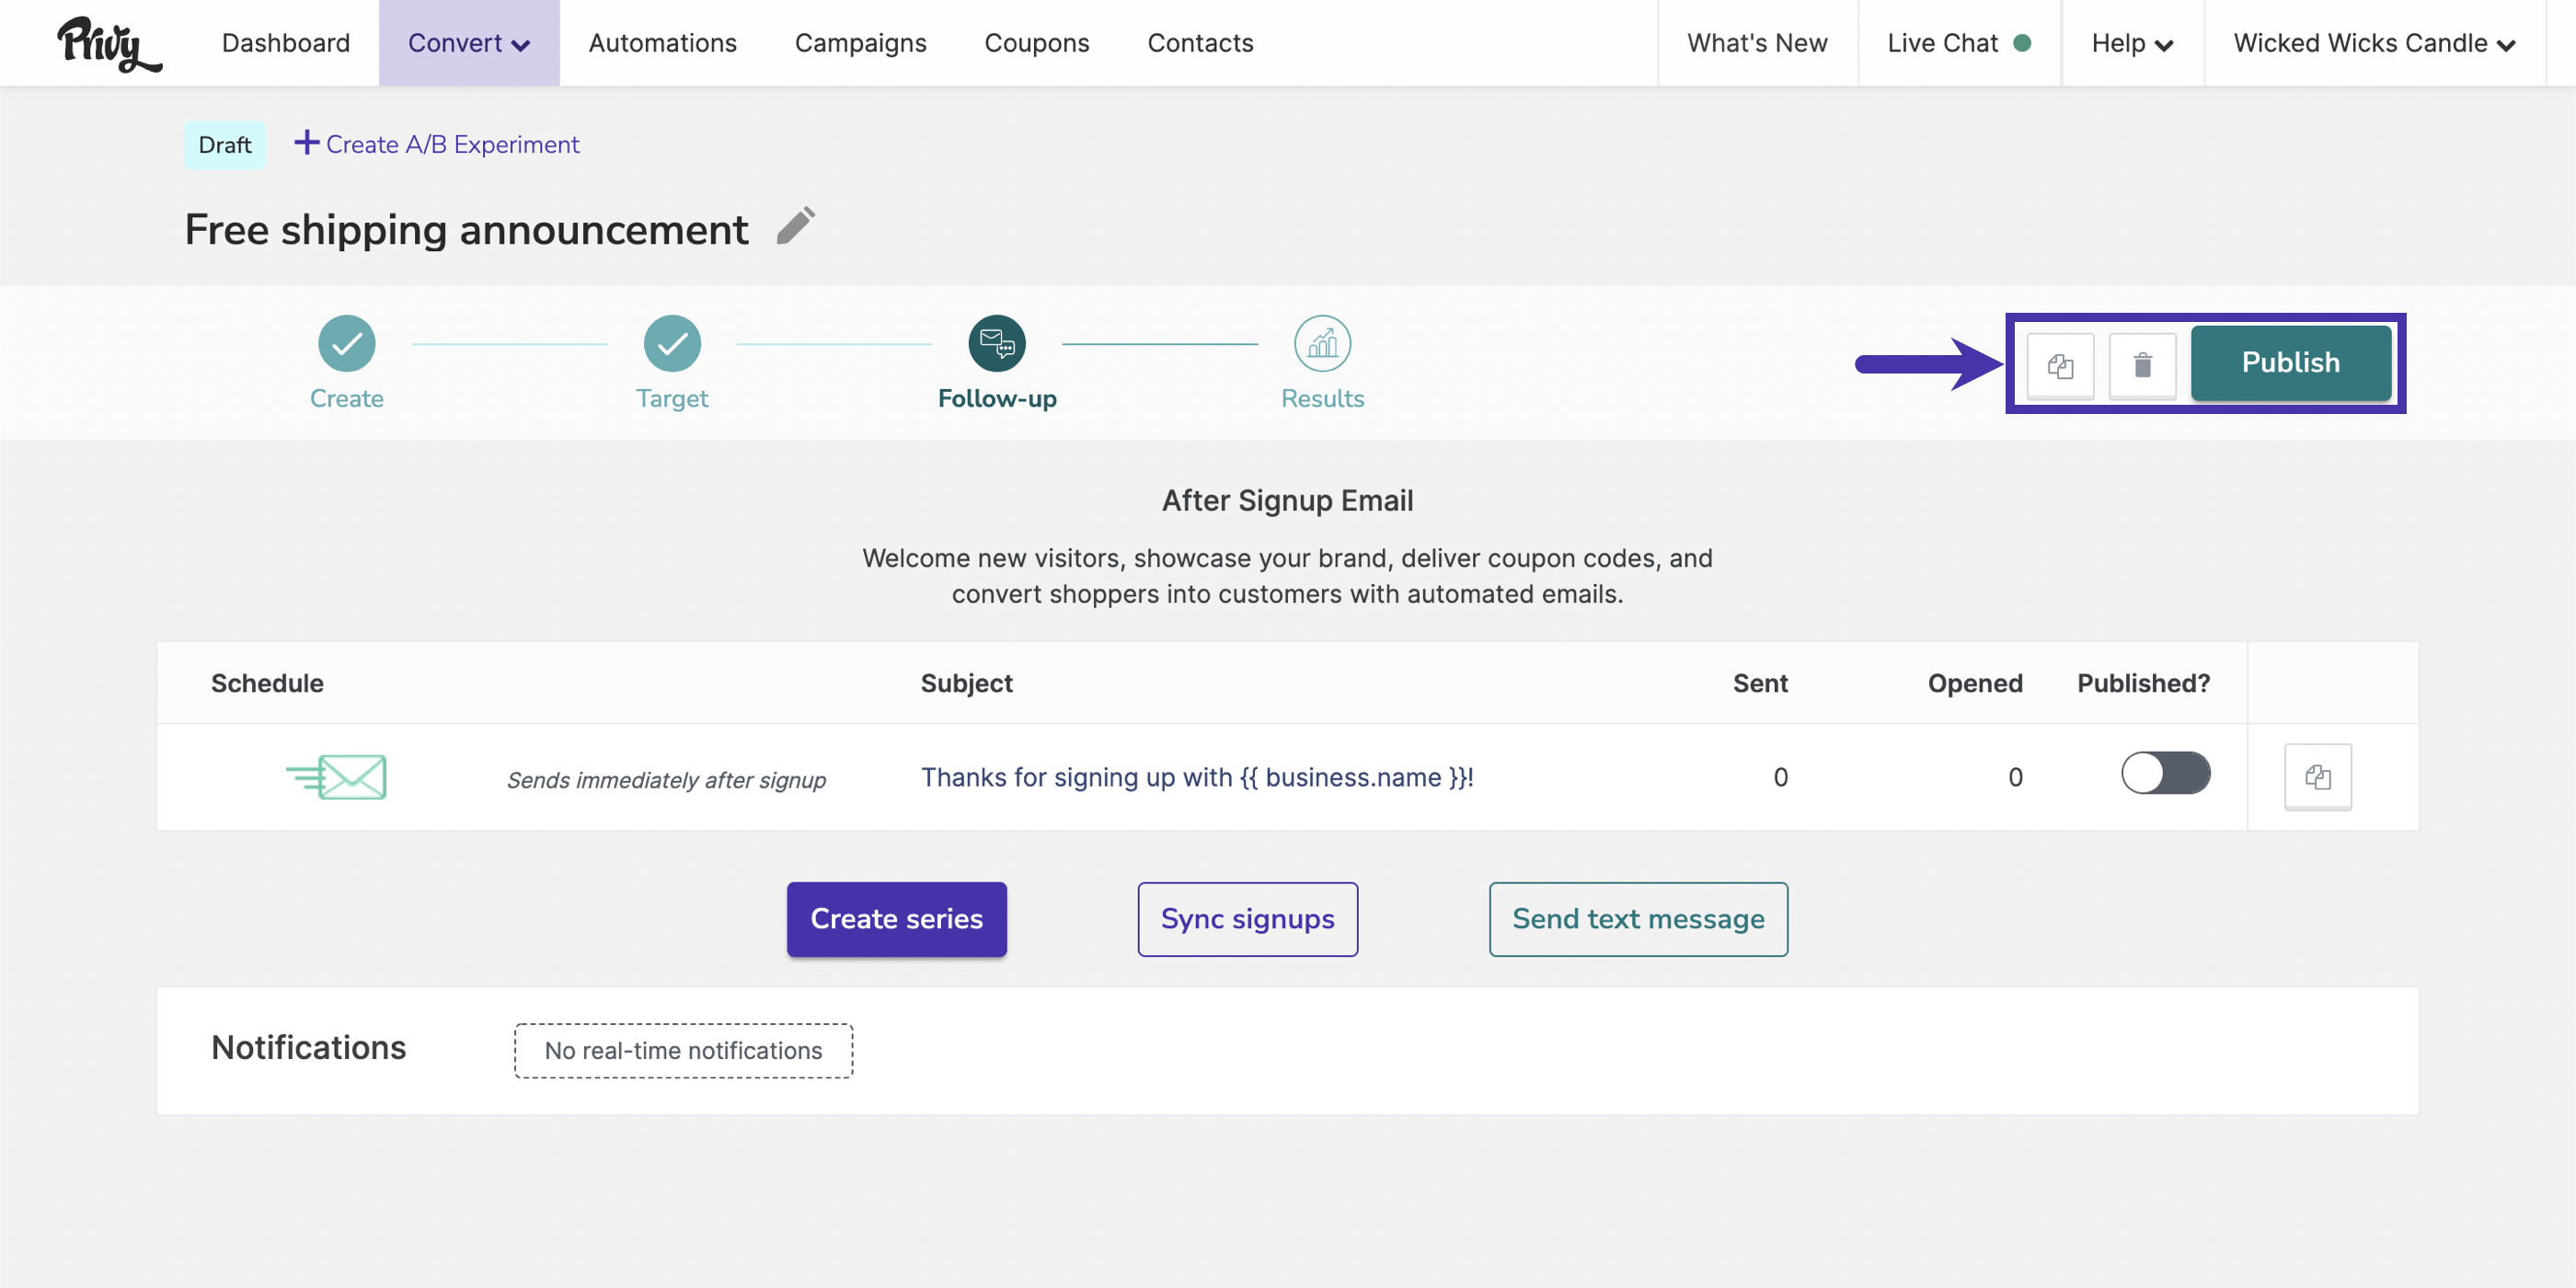 Privy
Dashboard
Convert
Automations
Campaigns
Coupons
Contacts
What's New
Live Chat
Help
Wicked Wicks Candle
Draft
Create A/B Experiment
Free shipping announcement
Create
Target
Follow-up
Results
Publish
After Signup Email
Welcome new visitors, showcase your brand, deliver coupon codes, and
convert shoppers into customers with automated emails.
Schedule
Subject
Sent
Opened
Published?
Sends immediately after signup
Thanks for signing up with {{ business.name }}!
0
0
Create series
Sync signups
Send text message
Notifications
No real-time notifications